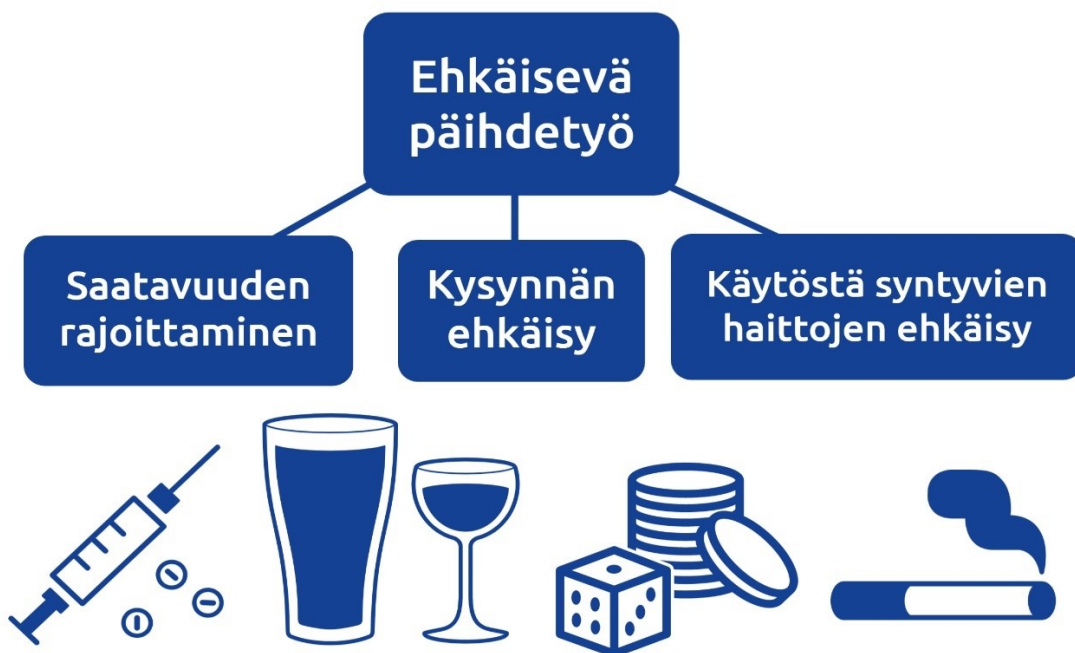 Ehkäisevä
päihdetyö
Saatavuuden
rajoittaminen
Kysynnän
ehkäisy
Käytöstä syntyvien
haittojen ehkäisy